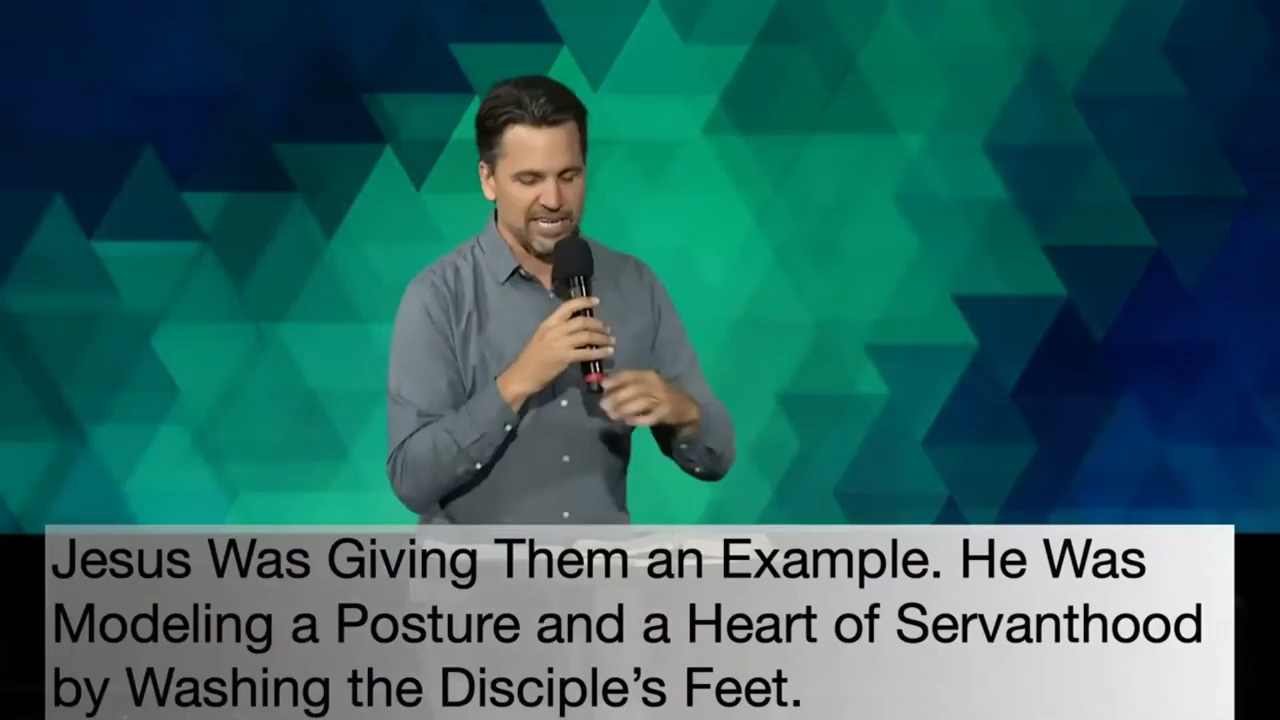 Jesus Was Giving Them an Example. He Was
Modeling a Posture and a Heart of Servanthood
by Washing the Disciple’s Feet.